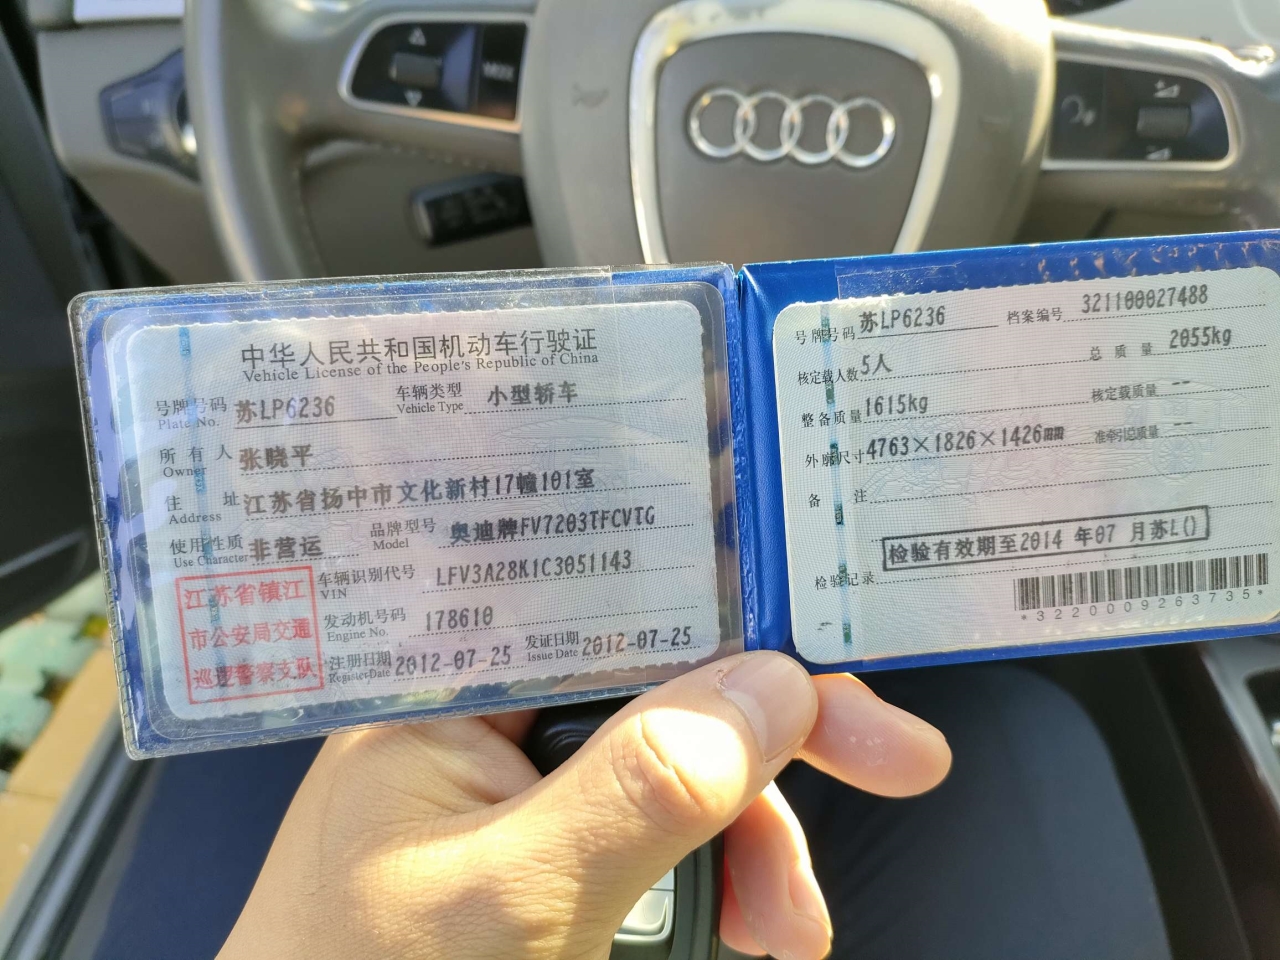 中华人民共和国机动车行驶证
Vehicle License of the People's Republic of China
号牌号码 苏LP6236 车辆类型 小型轿车
Plate No. Vehicle Type
所有人 张晓平
Owner
住址 江苏省扬中市文化新村17幢101室
Address
使用性质 非营运 品牌型号 奥迪牌FV7203TFCVTG
Use Character Model
江苏省镇江
市公安局交通
巡逻警察支队
车辆识别代号 LFV3A28K1C3051143
VIN
发动机号码 178610
Engine No.
注册日期 2012-07-25 发证日期 2012-07-25
Register Date Issue Date
号牌号码 苏LP6236 档案编号 321100027488
核定载人数 5人 总质量 2055kg
整备质量 1615kg 核定载质量 --
外廓尺寸 4763×1826×1426mm 准牵引总质量 --
备注
检验有效期至2014 年07 月苏L()
检验记录
*3220009263735*